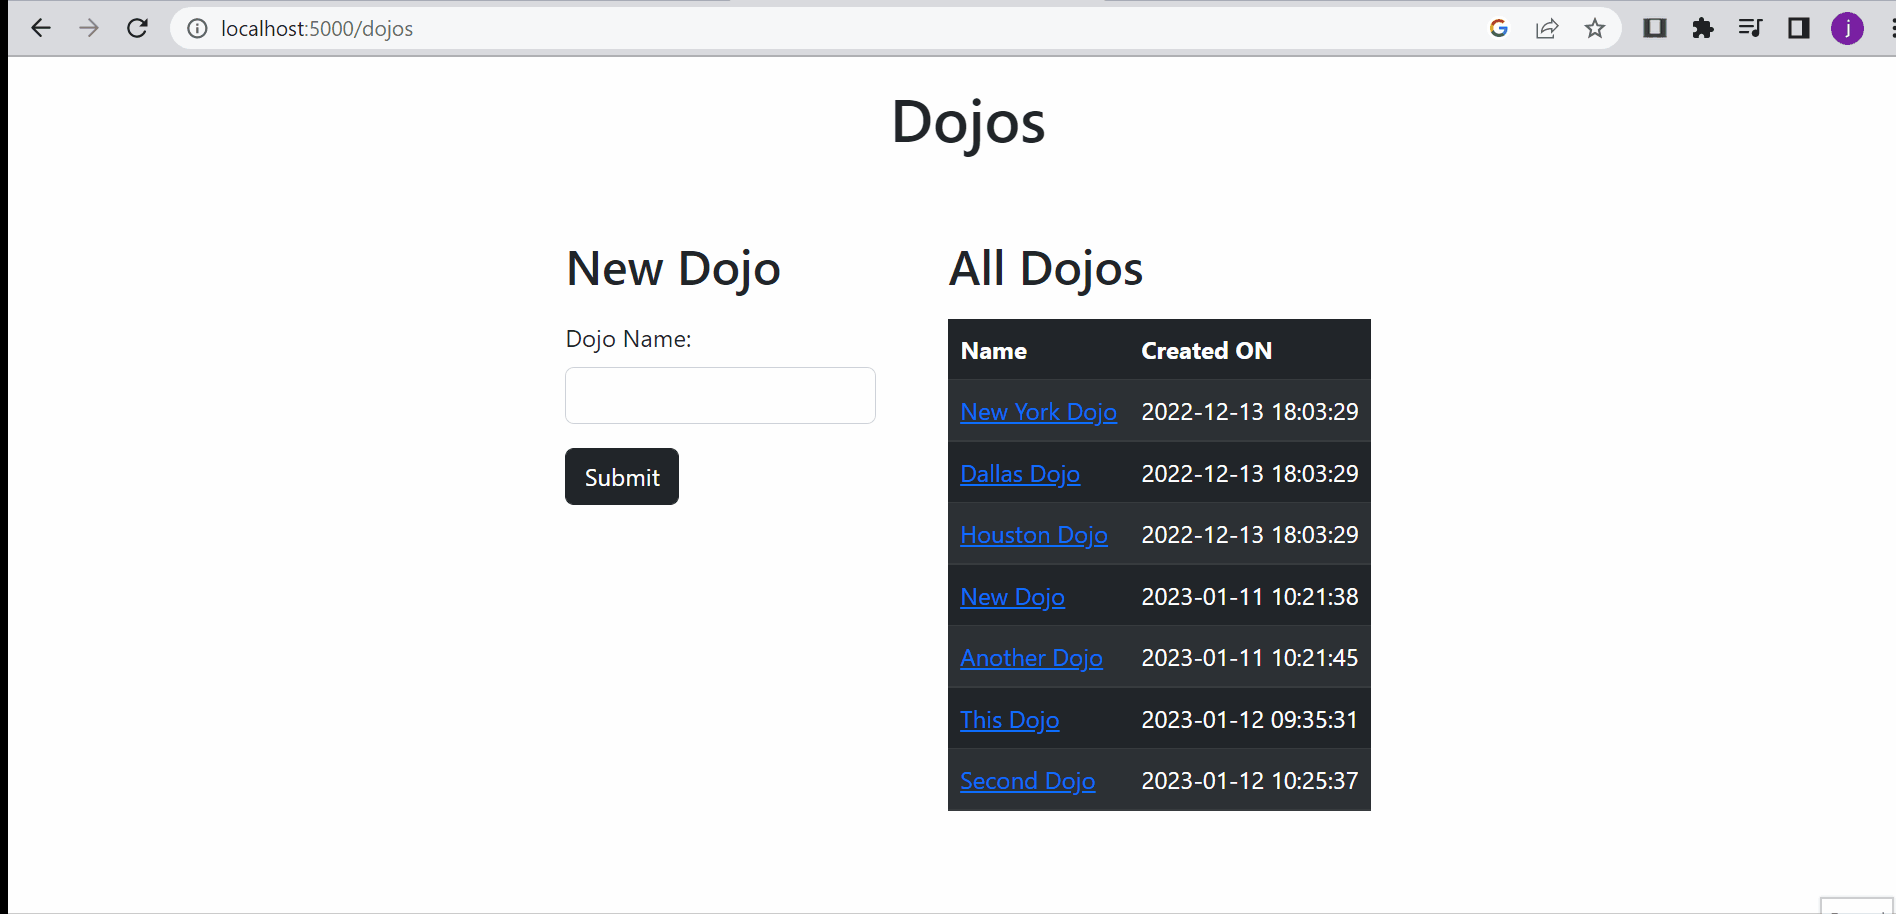 localhost:5000/dojos
j
Dojos
New Dojo
Dojo Name:
Submit
All Dojos
Name Created ON
New York Dojo 2022-12-13 18:03:29
Dallas Dojo 2022-12-13 18:03:29
Houston Dojo 2022-12-13 18:03:29
New Dojo 2023-01-11 10:21:38
Another Dojo 2023-01-11 10:21:45
This Dojo 2023-01-12 09:35:31
Second Dojo 2023-01-12 10:25:37